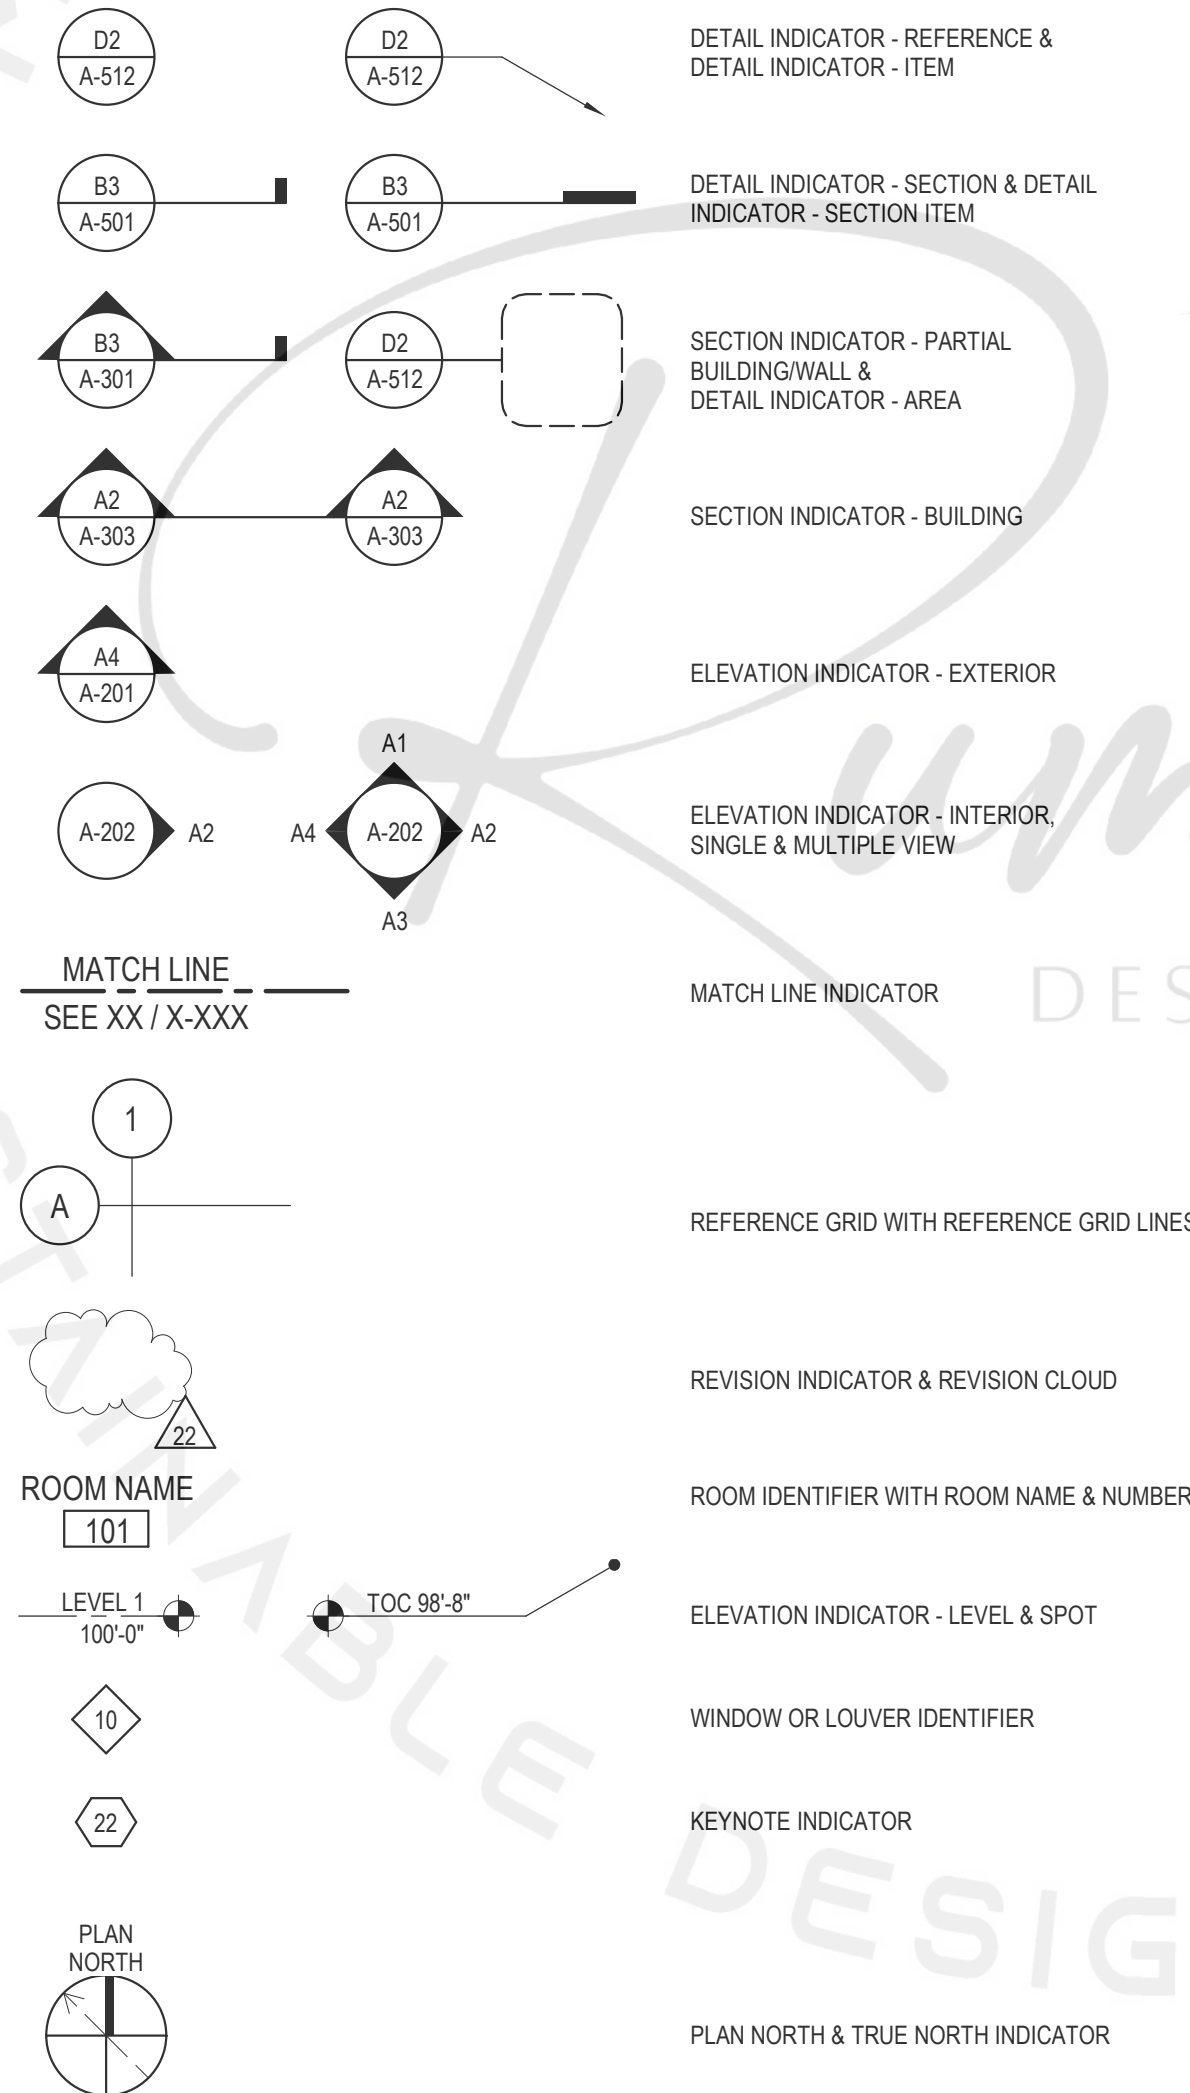 D2
A-512
D2
A-512
DETAIL INDICATOR - REFERENCE &
DETAIL INDICATOR - ITEM
B3
A-501
B3
A-501
DETAIL INDICATOR - SECTION & DETAIL
INDICATOR - SECTION ITEM
B3
A-301
D2
A-512
SECTION INDICATOR - PARTIAL
BUILDING/WALL &
DETAIL INDICATOR - AREA
A2
A-303
A2
A-303
SECTION INDICATOR - BUILDING
A4
A-201
ELEVATION INDICATOR - EXTERIOR
A-202
A2
A1
A4
A-202
A2
A3
ELEVATION INDICATOR - INTERIOR,
SINGLE & MULTIPLE VIEW
MATCH LINE
SEE XX / X-XXX
MATCH LINE INDICATOR
1
A
REFERENCE GRID WITH REFERENCE GRID LINES
22
REVISION INDICATOR & REVISION CLOUD
ROOM NAME
101
ROOM IDENTIFIER WITH ROOM NAME & NUMBER
LEVEL 1
100'-0"
TOC 98'-8"
ELEVATION INDICATOR - LEVEL & SPOT
10
WINDOW OR LOUVER IDENTIFIER
22
KEYNOTE INDICATOR
PLAN
NORTH
PLAN NORTH & TRUE NORTH INDICATOR